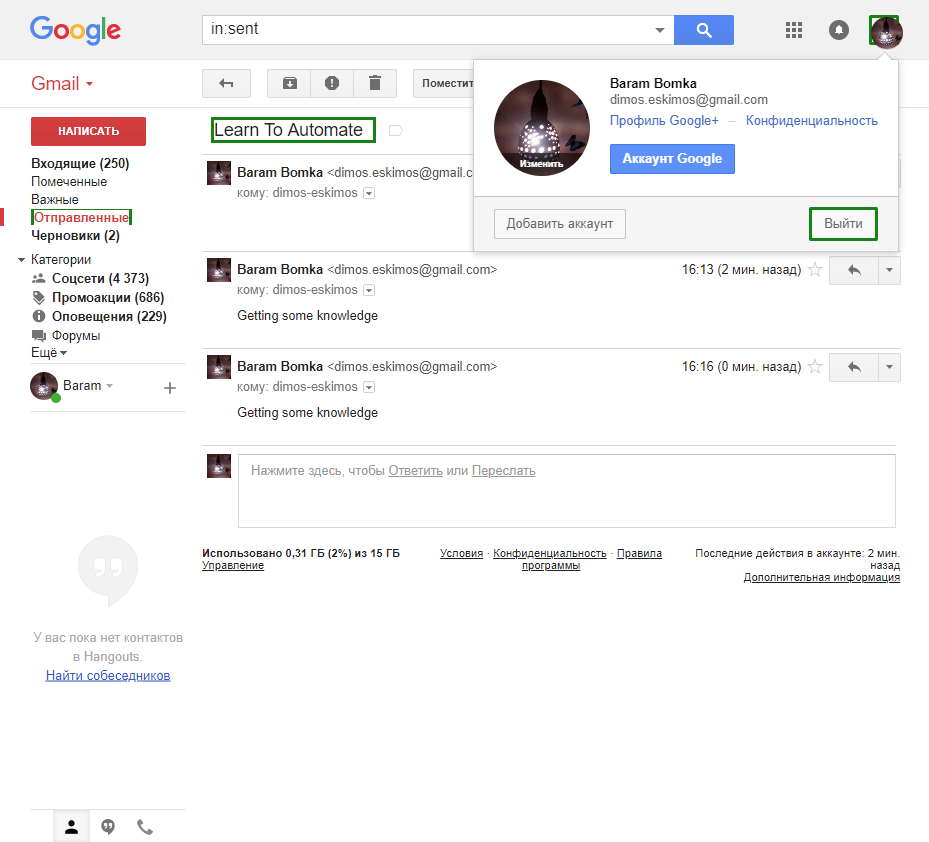 Google
in:sent
Gmail
Поместит
Baram Bomka
dimos.eskimos@gmail.com
Профиль Google+ – Конфиденциальность
Изменить
Аккаунт Google
Добавить аккаунт
Выйти
НАПИСАТЬ
Входящие (250)
Помеченные
Важные
Отправленные
Черновики (2)
Категории
Соцсети (4 373)
Промоакции (686)
Оповещения (229)
Форумы
Ещё
Baram
Learn To Automate
Baram Bomka <dimos.eskimos@gmail.c
кому: dimos-eskimos
Baram Bomka <dimos.eskimos@gmail.com>
16:13 (2 мин. назад)
кому: dimos-eskimos
Getting some knowledge
Baram Bomka <dimos.eskimos@gmail.com>
16:16 (0 мин. назад)
кому: dimos-eskimos
Getting some knowledge
Нажмите здесь, чтобы Ответить или Переслать
Использовано 0,31 ГБ (2%) из 15 ГБ
Управление
Условия · Конфиденциальность · Правила
программы
Последние действия в аккаунте: 2 мин.
назад
Дополнительная информация
У вас пока нет контактов
в Hangouts.
Найти собеседников